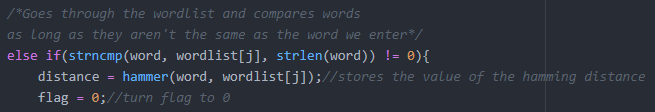 /*Goes through the wordlist and compares words
as long as they aren't the same as the word we enter*/
else if(strncmp(word, wordlist[j], strlen(word)) != 0){
    distance = hammer(word, wordlist[j]);//stores the value of the hamming distance
    flag = 0;//turn flag to 0